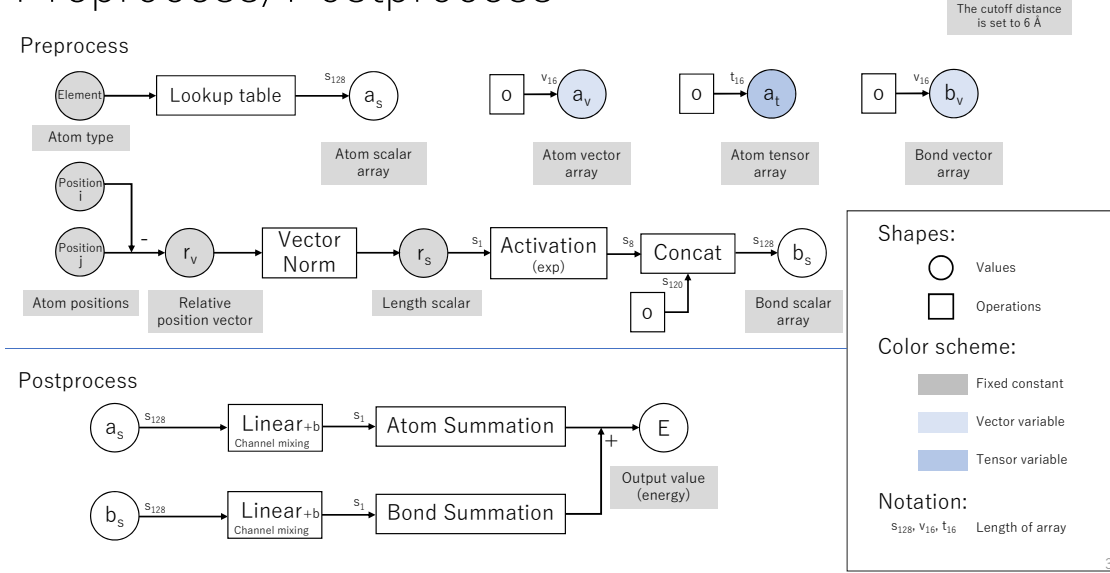 Preprocess/Postprocess
The cutoff distance
is set to 6 Å
Preprocess
Element
Lookup table
s128
as
Atom type
Atom scalar
array
o
v16
av
Atom vector
array
o
t16
at
Atom tensor
array
o
v16
bv
Bond vector
array
Position
i
Position
j
-
rv
Vector
Norm
rs
s1
Activation
(exp)
s8
Concat
s128
bs
s120
o
Atom positions
Relative
position vector
Length scalar
Bond scalar
array
Shapes:
Values
Operations
Color scheme:
Fixed constant
Vector variable
Tensor variable
Notation:
s128, v16, t16 Length of array
Postprocess
as
s128
Linear+b
Channel mixing
s1
Atom Summation
+
E
Output value
(energy)
bs
s128
Linear+b
Channel mixing
s1
Bond Summation
3